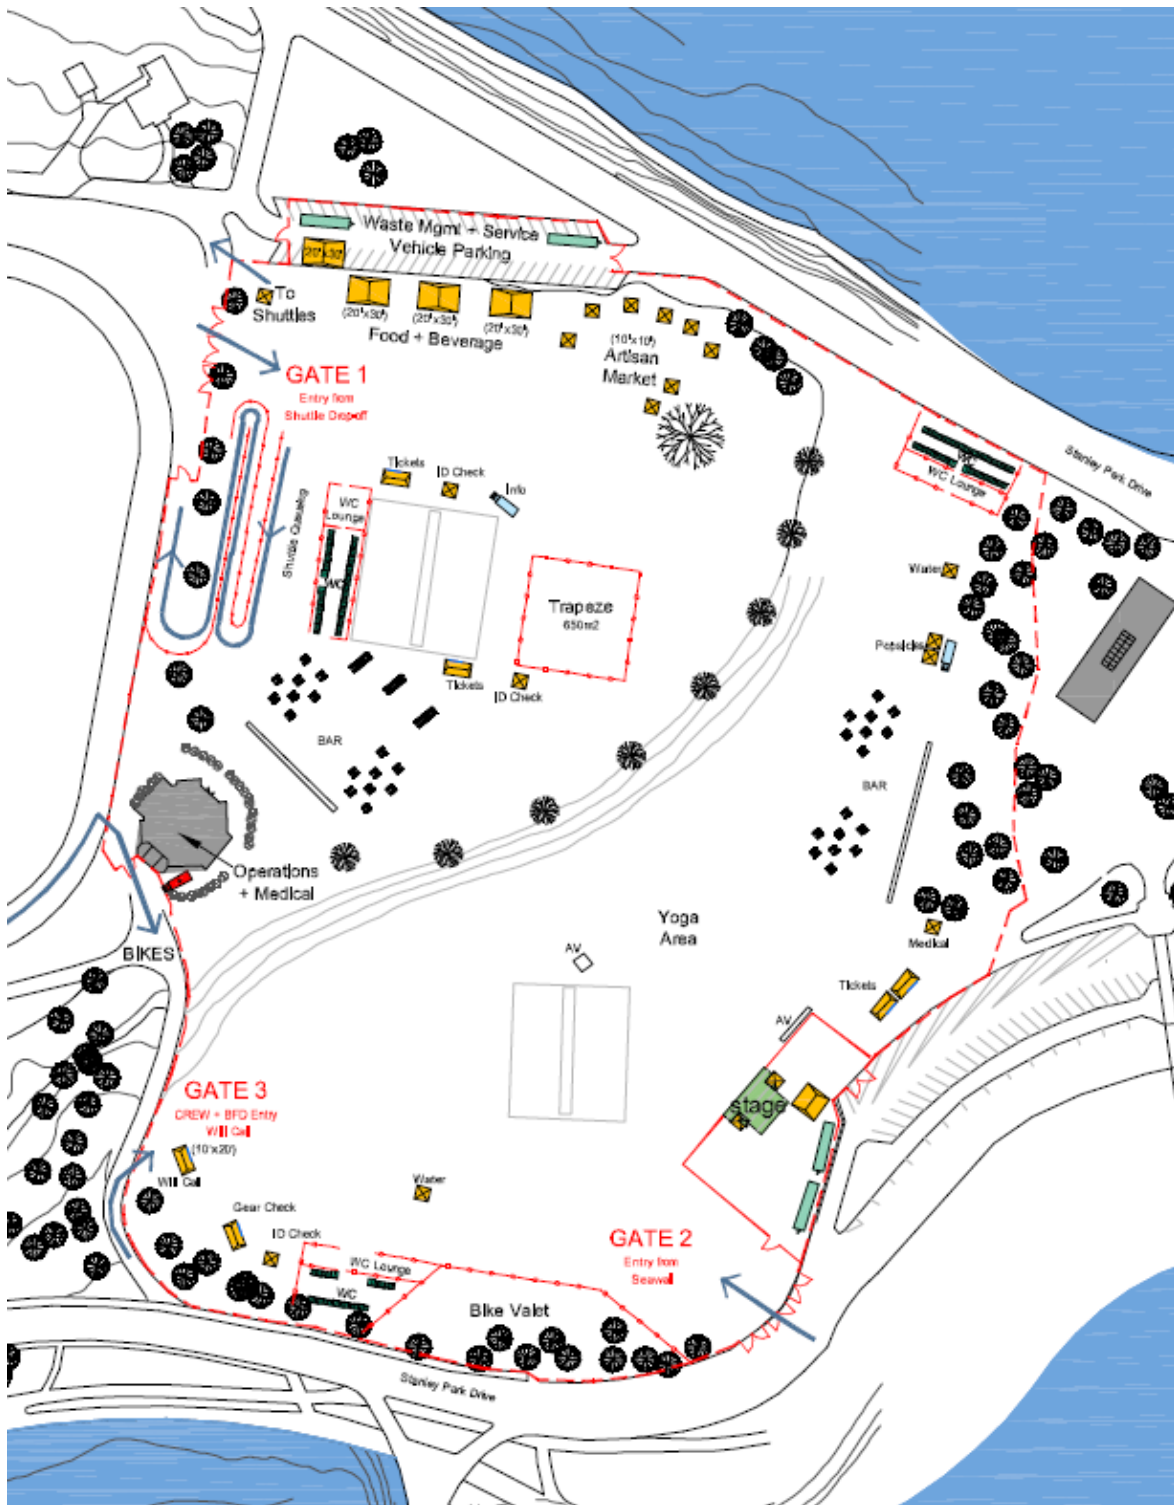 Waste Mgmt + Service
Vehicle Parking
(20'x30')
To
Shuttles
(20'x30')
(20'x30')
(20'x30')
Food + Beverage
(10'x10')
Artisan
Market
GATE 1
Entry from
Shuttle Drop-off
Stanley Park Drive
WC
WC Lounge
Tickets
ID Check
Info
WC
Lounge
WC
Shuttle Queueing
Trapeze
650m2
Water
Popsicles
Tickets
ID Check
BAR
BAR
Operations
+ Medical
BIKES
Yoga
Area
AV
Medical
Tickets
AV
stage
GATE 3
CREW + BFD Entry
Will Call
(10'x20')
Will Call
Water
Gear Check
ID Check
WC Lounge
WC
GATE 2
Entry from
Seawall
Bike Valet
Stanley Park Drive